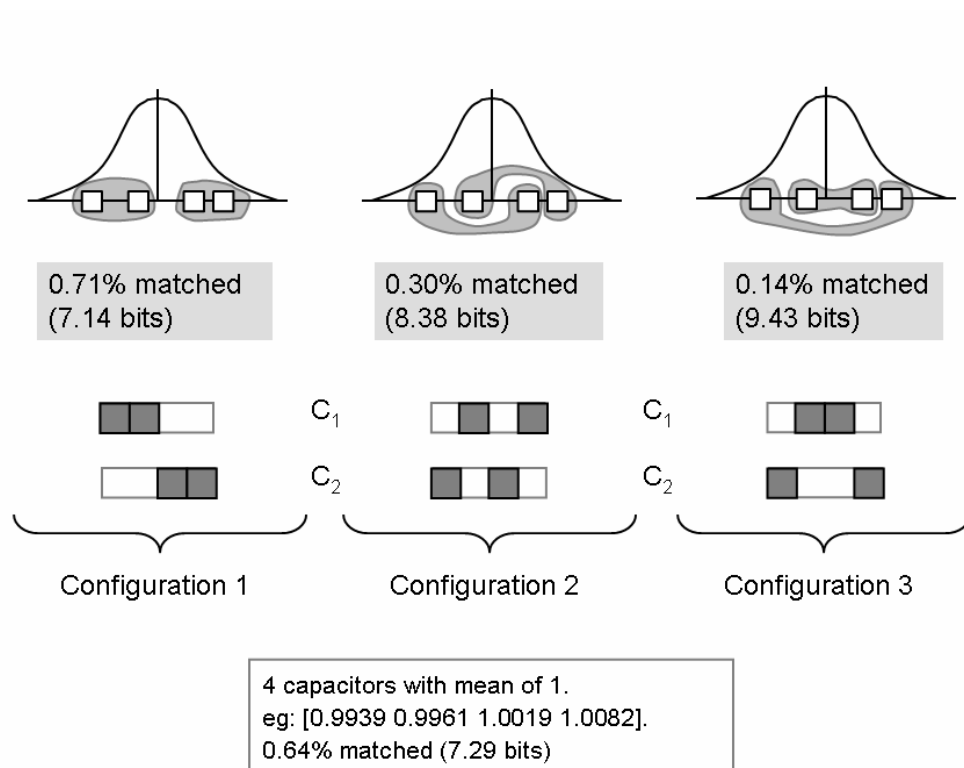 0.71% matched
(7.14 bits)
0.30% matched
(8.38 bits)
0.14% matched
(9.43 bits)
C₁
C₁
C₂
C₂
Configuration 1
Configuration 2
Configuration 3
4 capacitors with mean of 1.
eg: [0.9939 0.9961 1.0019 1.0082].
0.64% matched (7.29 bits)